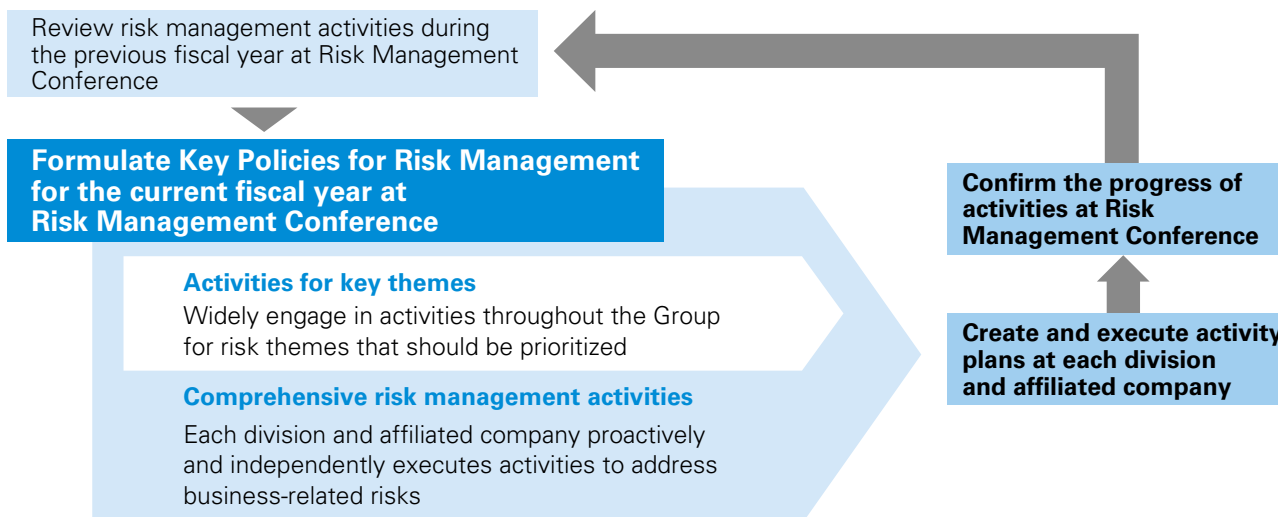 Review risk management activities during
the previous fiscal year at Risk Management
Conference
Formulate Key Policies for Risk Management
for the current fiscal year at
Risk Management Conference
Activities for key themes
Widely engage in activities throughout the Group
for risk themes that should be prioritized
Comprehensive risk management activities
Each division and affiliated company proactively
and independently executes activities to address
business-related risks
Create and execute activity
plans at each division
and affiliated company
Confirm the progress of
activities at Risk
Management Conference